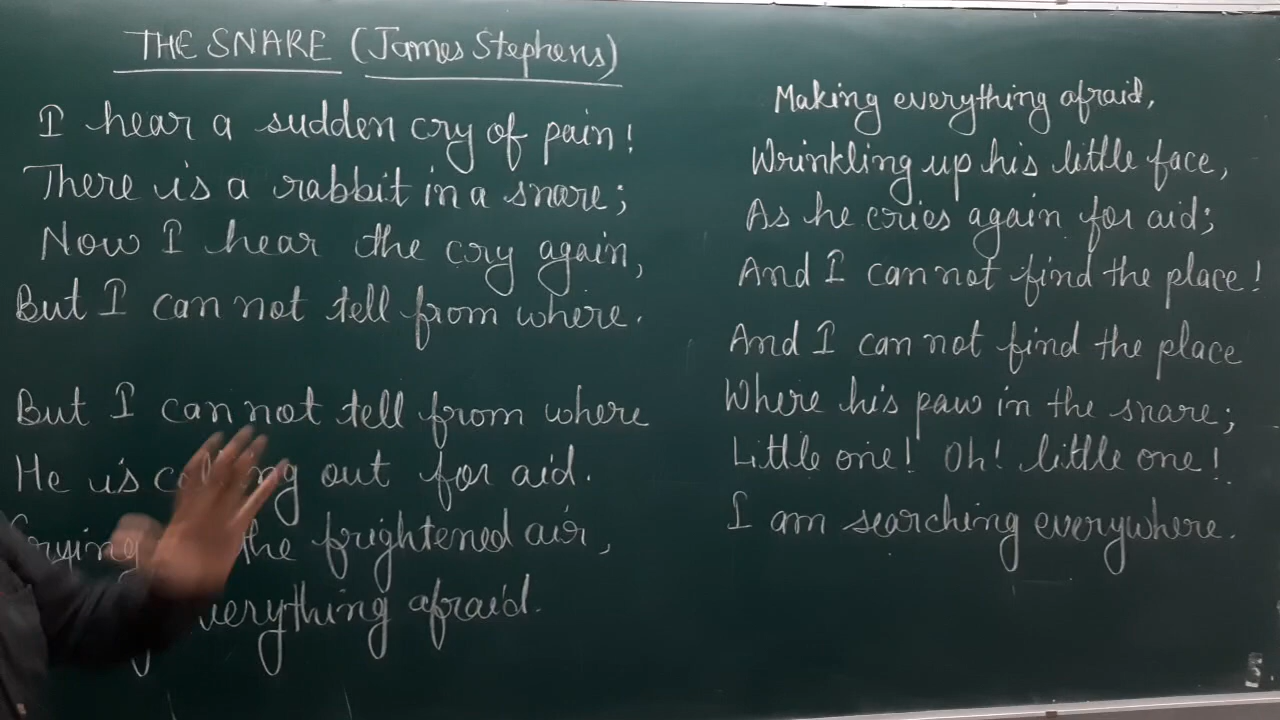 THE SNARE (James Stephens)
I hear a sudden cry of pain!
There is a rabbit in a snare;
Now I hear the cry again,
But I can not tell from where.
But I can not tell from where
He is out for aid.
the frightened air,
afraid.
Making everything afraid,
Wrinkling up his little face,
As he cries again for aid;
And I can not find the place!
And I can not find the place
Where his paw in the snare;
Little one! Oh! little one!
I am searching everywhere.